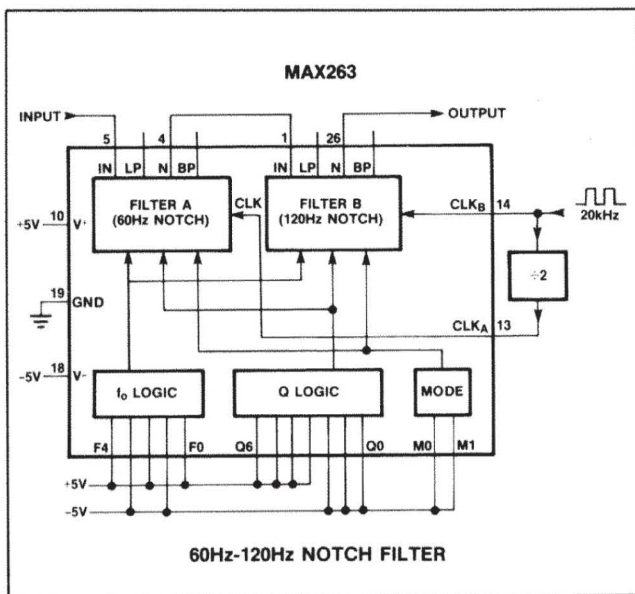 MAX263
INPUT
OUTPUT
5
4
1
26
IN
LP
N
BP
IN
LP
N
BP
FILTER A
(60Hz NOTCH)
CLK
FILTER B
(120Hz NOTCH)
CLKB
14
20kHz
+5V
10
V+
÷2
19
GND
CLKA
13
-5V
18
V-
f0 LOGIC
Q LOGIC
MODE
F4
F0
Q6
Q0
M0
M1
+5V
-5V
60Hz-120Hz NOTCH FILTER